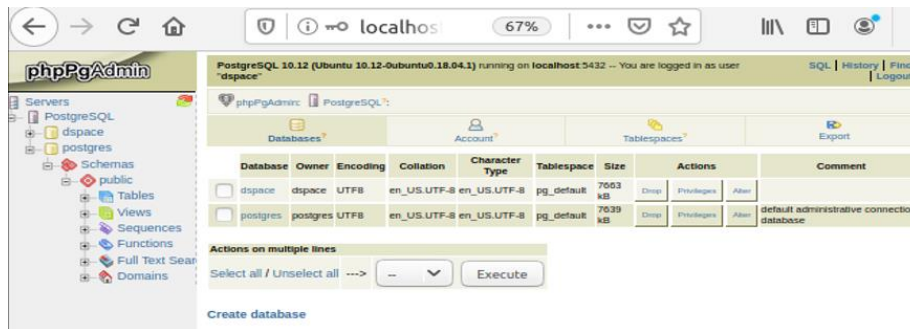 localhos
67%
phpPgAdmin
PostgreSQL 10.12 (Ubuntu 10.12-0ubuntu0.18.04.1) running on localhost:5432 -- You are logged in as user
"dspace"
SQL | History | Find
| Logout
Servers
PostgreSQL
dspace
postgres
Schemas
public
Tables
Views
Sequences
Functions
Full Text Sear
Domains
phpPgAdmin: PostgreSQL?:
Databases? Account? Tablespaces? Export
Database Owner Encoding Collation Character Type Tablespace Size Actions Comment
dspace dspace UTF8 en_US.UTF-8 en_US.UTF-8 pg_default 7663 kB Drop Privileges Alter
postgres postgres UTF8 en_US.UTF-8 en_US.UTF-8 pg_default 7639 kB Drop Privileges Alter default administrative connectio
database
Actions on multiple lines
Select all / Unselect all ---> -- Execute
Create database